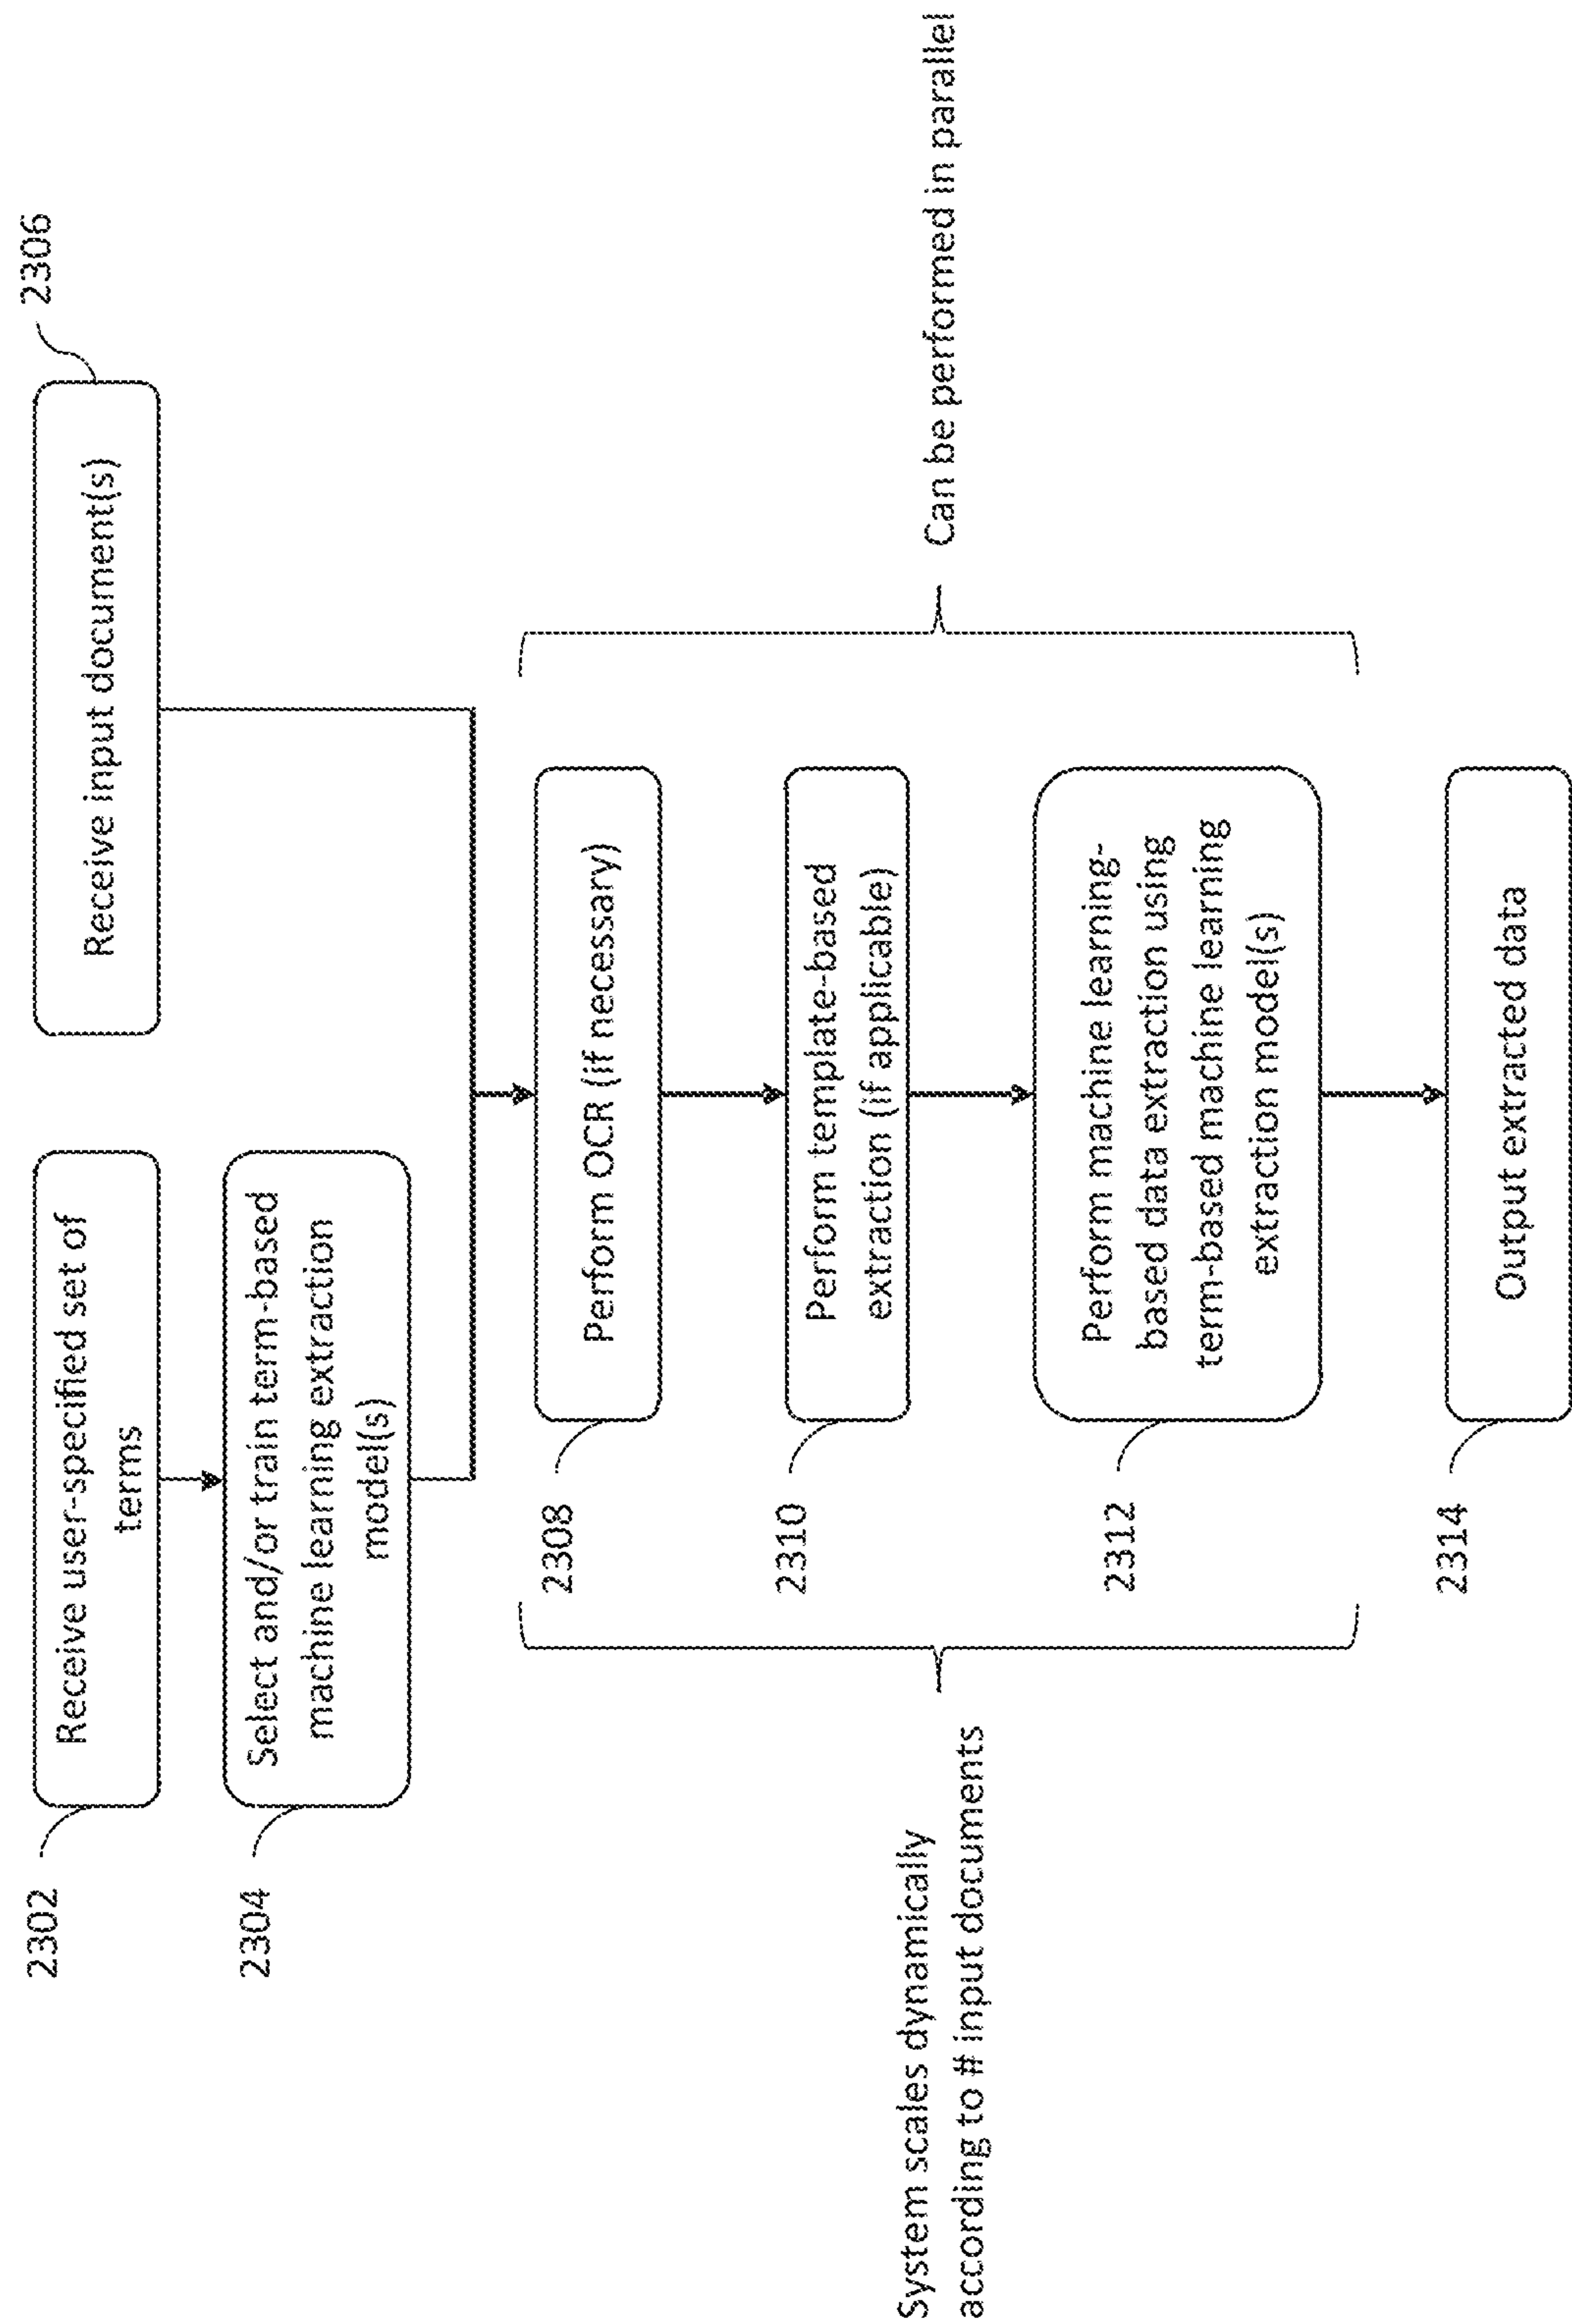 2302
Receive user-specified set of
terms
2306
Receive input document(s)
2304
Select and/or train term-based
machine learning extraction
model(s)
2308
Perform OCR (if necessary)
2310
Perform template-based
extraction (if applicable)
System scales dynamically
according to # input documents
Can be performed in parallel
2312
Perform machine learning-
based data extraction using
term-based machine learning
extraction model(s)
2314
Output extracted data